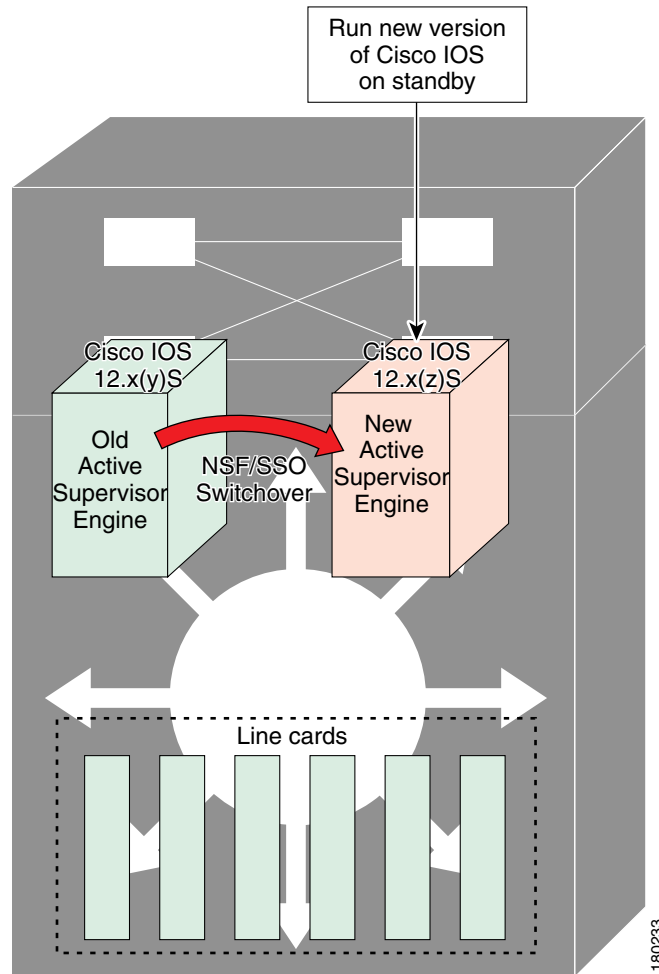 Run new version
of Cisco IOS
on standby
Cisco IOS
12.x(y)S
Cisco IOS
12.x(z)S
Old
Active
Supervisor
Engine
NSF/SSO
Switchover
New
Active
Supervisor
Engine
Line cards
180233